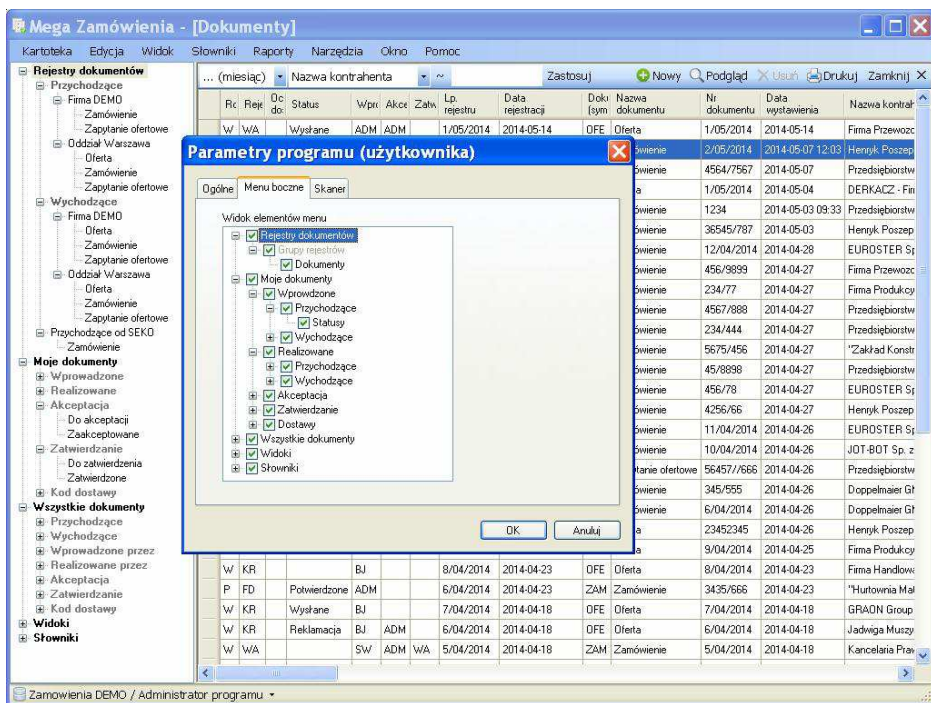 Mega Zamówienia - [Dokumenty]
Kartoteka Edycja Widok Słowniki Raporty Narzędzia Okno Pomoc
... (miesiąc) Nazwa kontrahenta ~ Zastosuj Nowy Podgląd Usuń Drukuj Zamknij
Rejestry dokumentów
Przychodzące
Firma DEMO
Zamówienie
Zapytanie ofertowe
Oddział Warszawa
Oferta
Zamówienie
Zapytanie ofertowe
Wychodzące
Firma DEMO
Oferta
Zamówienie
Zapytanie ofertowe
Oddział Warszawa
Oferta
Zamówienie
Zapytanie ofertowe
Przychodzące od SEKO
Zamówienie
Moje dokumenty
Wprowadzone
Realizowane
Akceptacja
Do akceptacji
Zaakceptowane
Zatwierdzanie
Do zatwierdzenia
Zatwierdzone
Kod dostawy
Wszystkie dokumenty
Przychodzące
Wychodzące
Wprowadzone przez
Realizowane przez
Akceptacja
Zatwierdzanie
Kod dostawy
Widoki
Słowniki
Status Akce Zatw Lp. rejestru Data rejestracji Nazwa dokumentu Nr dokumentu Data wystawienia Nazwa kontrah
W WA Wysłane ADM ADM 1/05/2014 2014-05-14 OFE Oferta 1/05/2014 2014-05-14 Firma Przewozc
2/05/2014 2014-05-07 12:03 Henryk Poszep
4564/7567 2014-05-07 Przedsiębiorstw
1/05/2014 2014-05-04 DERKACZ - Fir
1234 2014-05-03 09:33 Przedsiębiorstw
36545/787 2014-05-03 Henryk Poszep
12/04/2014 2014-04-28 EUROSTER Sp
456/9899 2014-04-27 Firma Przewozc
234/77 2014-04-27 Firma Produkcy
4567/888 2014-04-27 Przedsiębiorstw
234/444 2014-04-27 Przedsiębiorstw
5675/456 2014-04-27 "Zakład Konstr
45/8898 2014-04-27 Przedsiębiorstw
456/78 2014-04-27 EUROSTER Sp
4256/66 2014-04-27 Henryk Poszep
11/04/2014 2014-04-26 EUROSTER Sp
10/04/2014 2014-04-26 JOT-BOT Sp. z
ofertowe 56457//666 2014-04-26 Przedsiębiorstw
345/555 2014-04-26 Doppelmaier Gł
6/04/2014 2014-04-26 Doppelmaier Gł
23452345 2014-04-26 Henryk Poszep
9/04/2014 2014-04-25 Firma Produkcy
W KR BJ 8/04/2014 2014-04-23 OFE Oferta 8/04/2014 2014-04-23 Firma Handlowa
P FD Potwierdzone ADM 6/04/2014 2014-04-23 ZAM Zamówienie 3435/666 2014-04-23 "Hurtownia Mat
W KR Wysłane BJ 7/04/2014 2014-04-18 OFE Oferta 7/04/2014 2014-04-18 GRAON Group
W KR Reklamacja BJ ADM 6/04/2014 2014-04-18 OFE Oferta 6/04/2014 2014-04-18 Jadwiga Muszy
W WA SW ADM WA 5/04/2014 2014-04-18 ZAM Zamówienie 5/04/2014 2014-04-18 Kancelaria Praw
Parametry programu (użytkownika)
Ogólne Menu boczne Skaner
Widok elementów menu
Rejestry dokumentów
Grupy rejestrów
Dokumenty
Moje dokumenty
Wprowdzone
Przychodzące
Statusy
Wychodzące
Realizowane
Przychodzące
Wychodzące
Akceptacja
Zatwierdzanie
Dostawy
Wszystkie dokumenty
Widoki
Słowniki
OK Anuluj
Zamowienia DEMO / Administrator programu